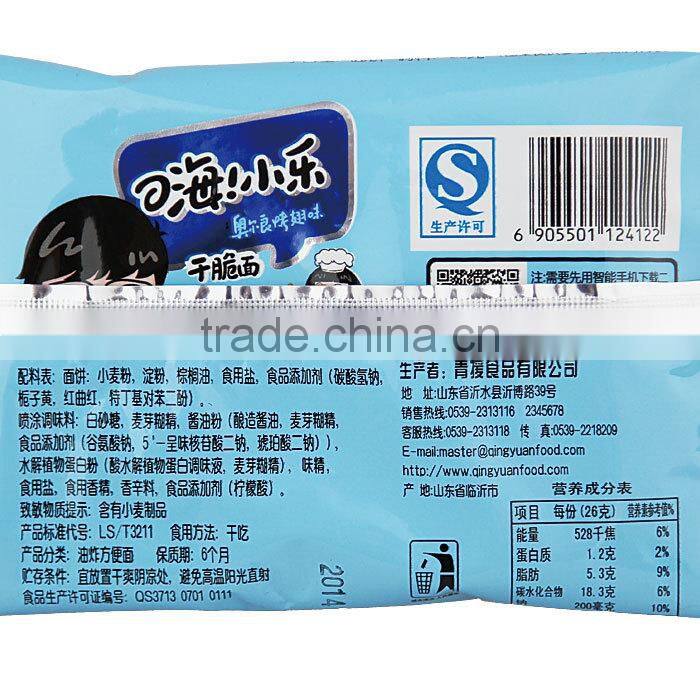 嗨!小乐
奥尔良烤翅味
干脆面
生产许可
6 905501 124122
注:需要先用智能手机下载二
trade.china.cn
配料表: 面饼: 小麦粉, 淀粉, 棕榈油, 食用盐, 食品添加剂 (碳酸氢钠,
栀子黄, 红曲红, 特丁基对苯二酚)。、
喷涂调味料: 白砂糖, 麦芽糊精, 酱油粉 (酿造酱油, 麦芽糊精,
食品添加剂 (谷氨酸钠, 5'-呈味核苷酸二钠, 琥珀酸二钠)),
水解植物蛋白粉 (酸水解植物蛋白调味液, 麦芽糊精), 味精,
食用盐, 食用香精, 香辛料, 食品添加剂 (柠檬酸)。
致敏物质提示: 含有小麦制品
产品标准代号: LS/T3211 食用方法: 干吃
产品分类: 油炸方便面 保质期: 6个月
贮存条件: 宜放置干爽阴凉处, 避免高温阳光直射
食品生产许可证编号: QS3713 0701 0111
2014
生产者: 青援食品有限公司
地 址:山东省沂水县沂博路39号
销售热线:0539-2313116 2345678
客服热线:0539-2313118 传 真:0539-2218209
E-mail:master@qingyuanfood.com
http://www.qingyuanfood.com
产 地:山东省临沂市
营养成分表
项目 每份(26克) 营养素参考值%
能量 528千焦 6%
蛋白质 1.2克 2%
脂肪 5.3克 9%
碳水化合物 18.3克 6%
钠 200毫克 10%